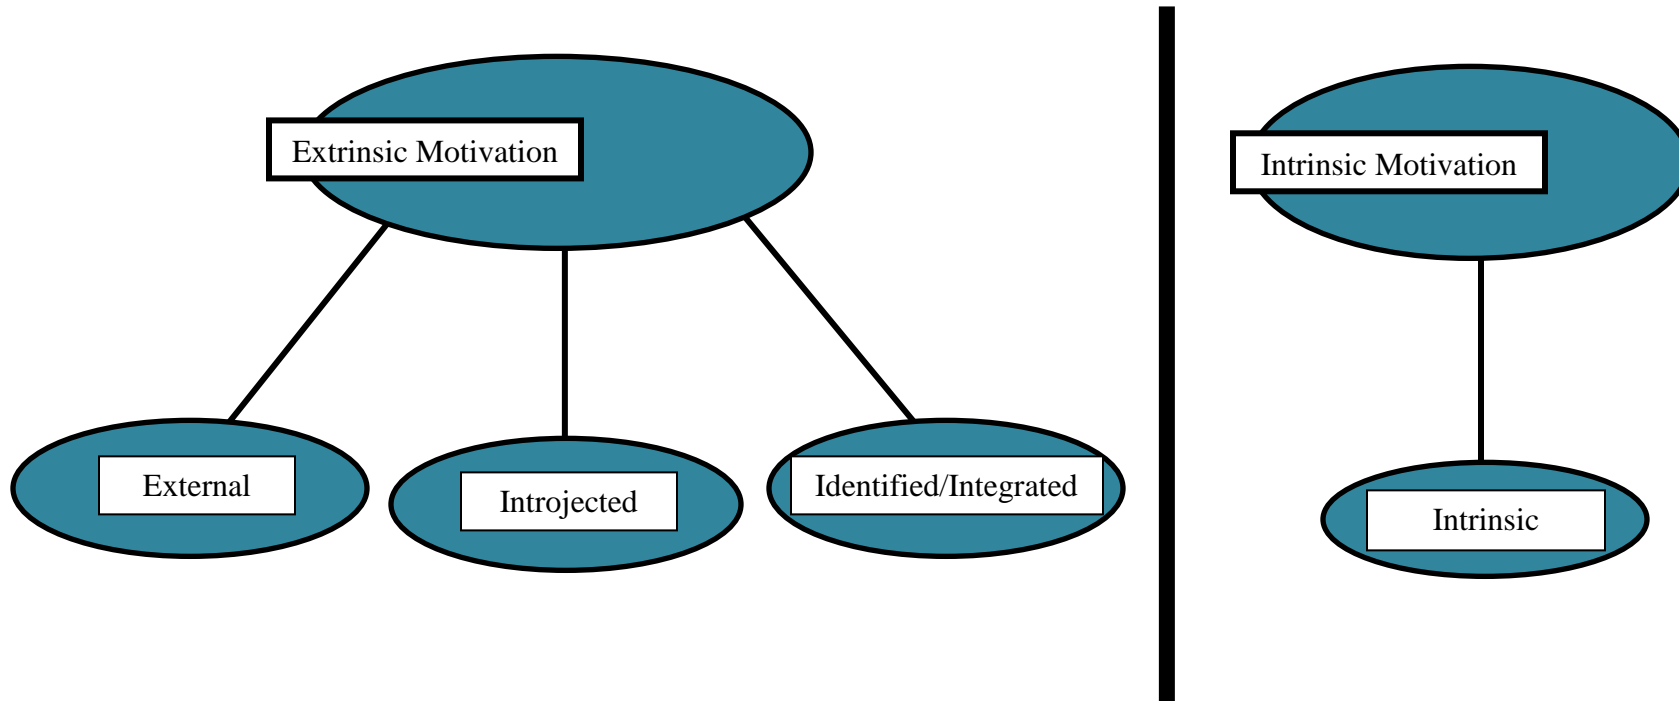 Extrinsic Motivation
Intrinsic Motivation
External
Introjected
Identified/Integrated
Intrinsic